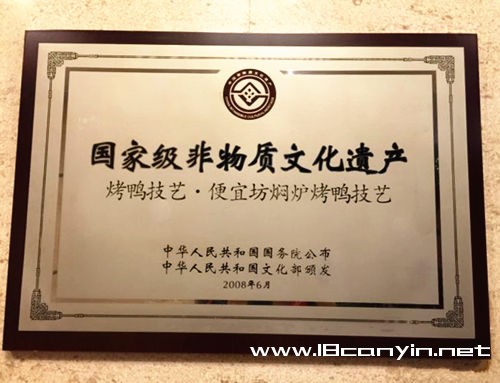 国家级非物质文化遗产
烤鸭技艺·便宜坊焖炉烤鸭技艺
中华人民共和国国务院公布
中华人民共和国文化部颁发
2008年6月
www.18canyin.net